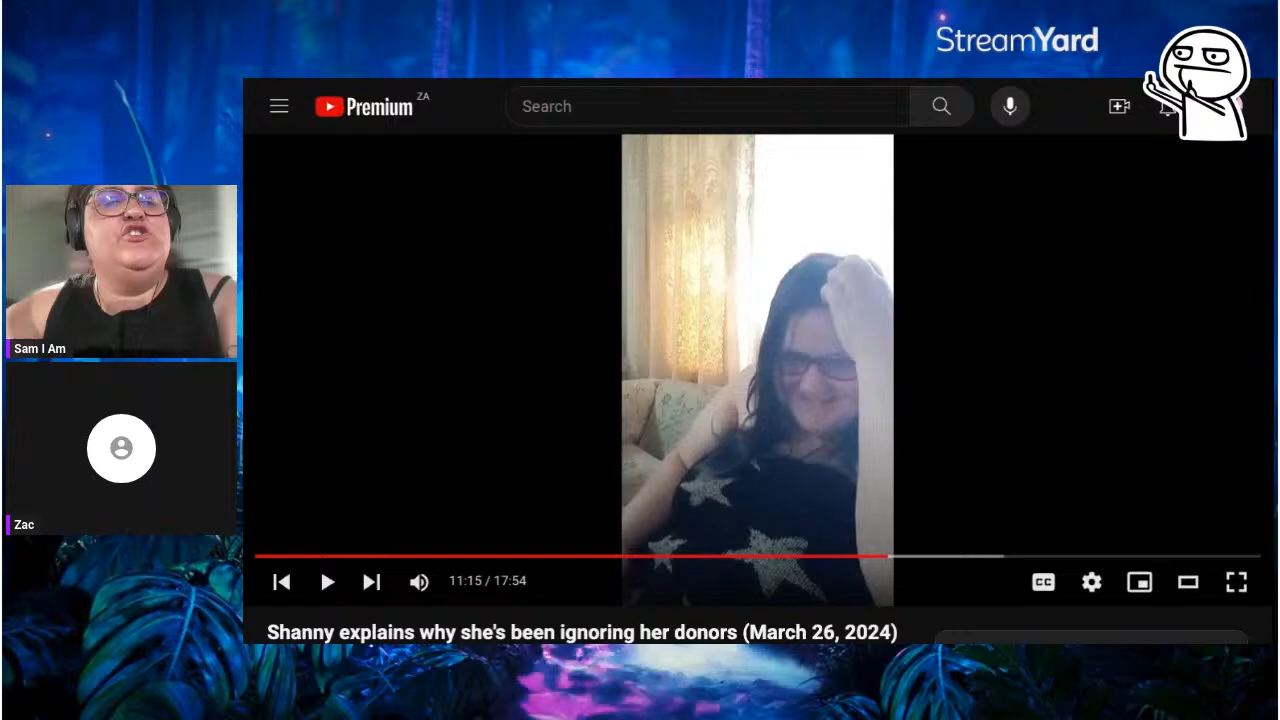 StreamYard
Premium ZA
Search
Sam I Am
Zac
11:15 / 17:54
CC
Shanny explains why she's been ignoring her donors (March 26, 2024)